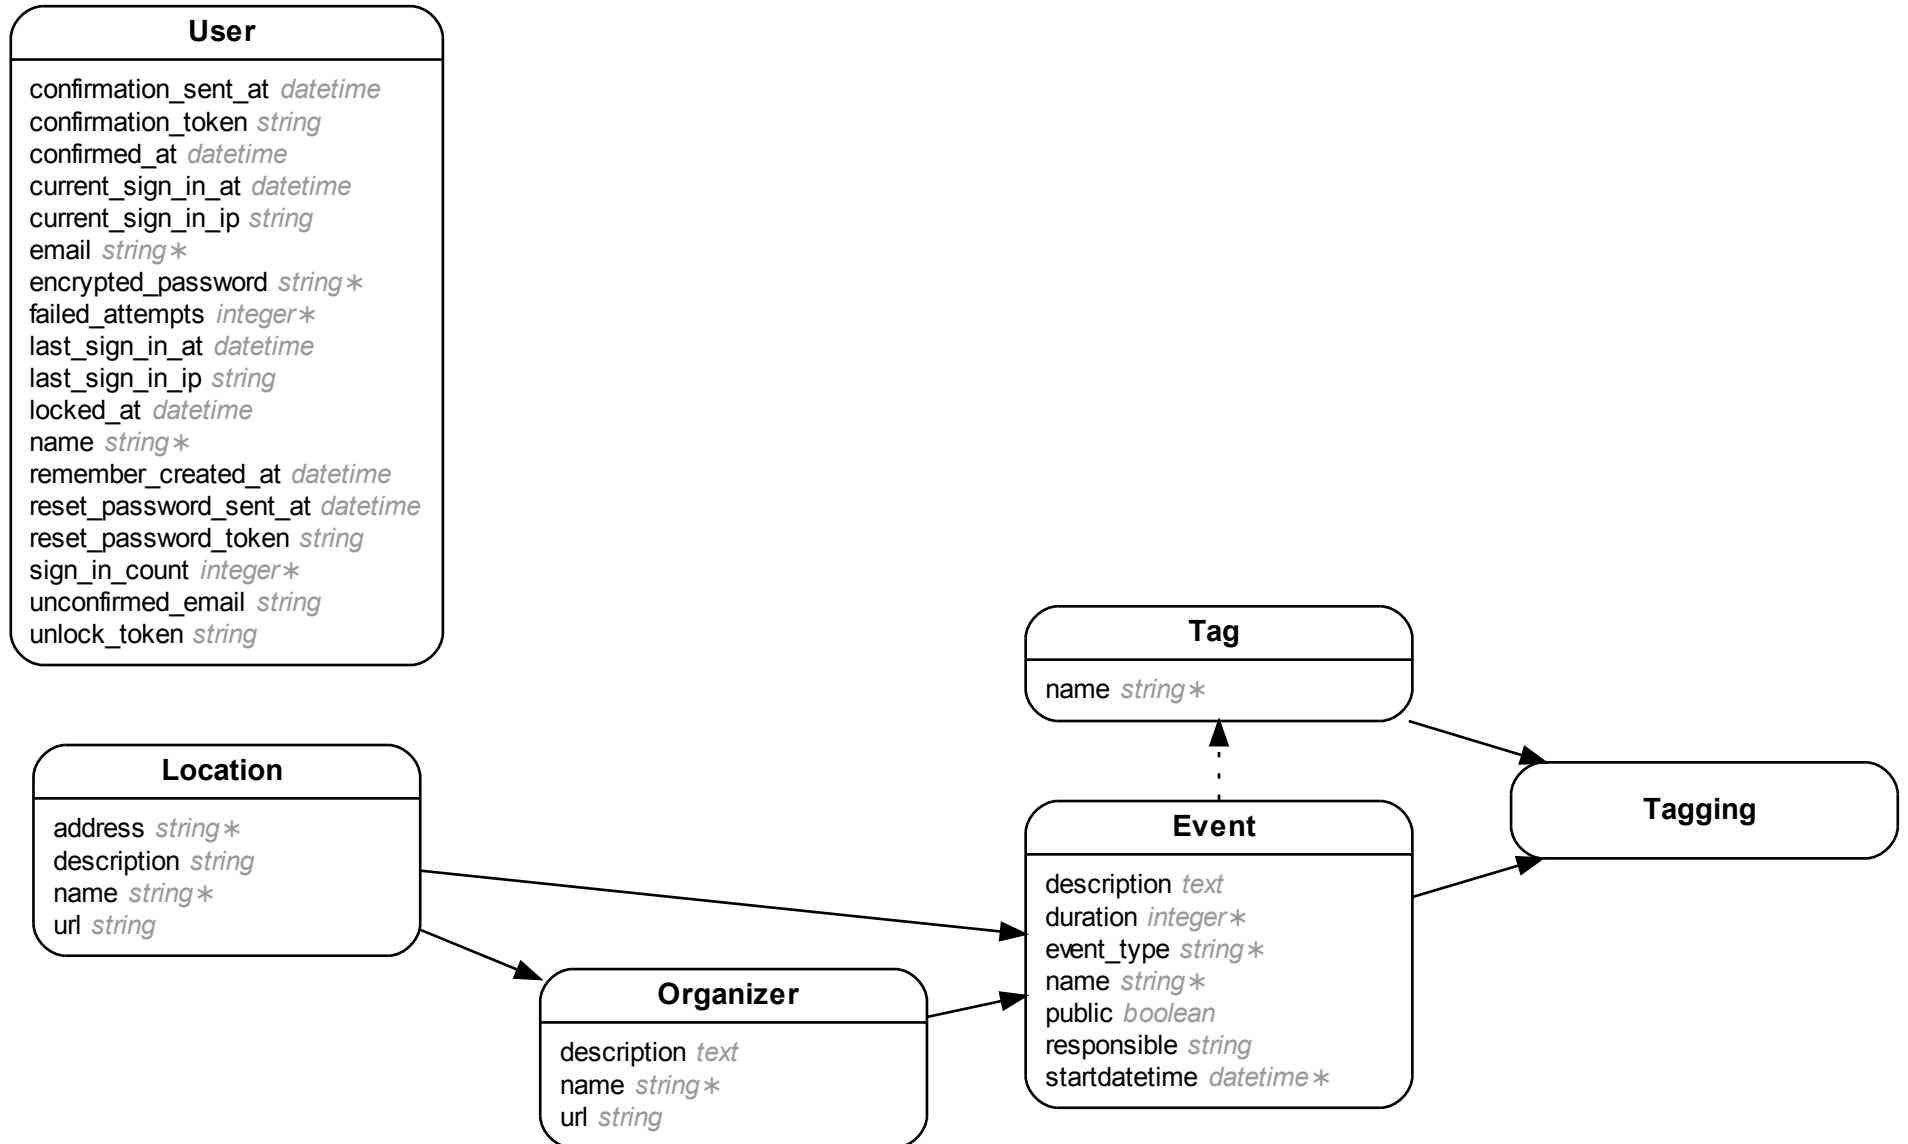 User
confirmation_sent_at datetime
confirmation_token string
confirmed_at datetime
current_sign_in_at datetime
current_sign_in_ip string
email string∗
encrypted_password string∗
failed_attempts integer∗
last_sign_in_at datetime
last_sign_in_ip string
locked_at datetime
name string∗
remember_created_at datetime
reset_password_sent_at datetime
reset_password_token string
sign_in_count integer∗
unconfirmed_email string
unlock_token string
Tag
name string∗
Location
address string∗
description string
name string∗
url string
Tagging
Event
description text
duration integer∗
event_type string∗
name string∗
public boolean
responsible string
startdatetime datetime∗
Organizer
description text
name string∗
url string